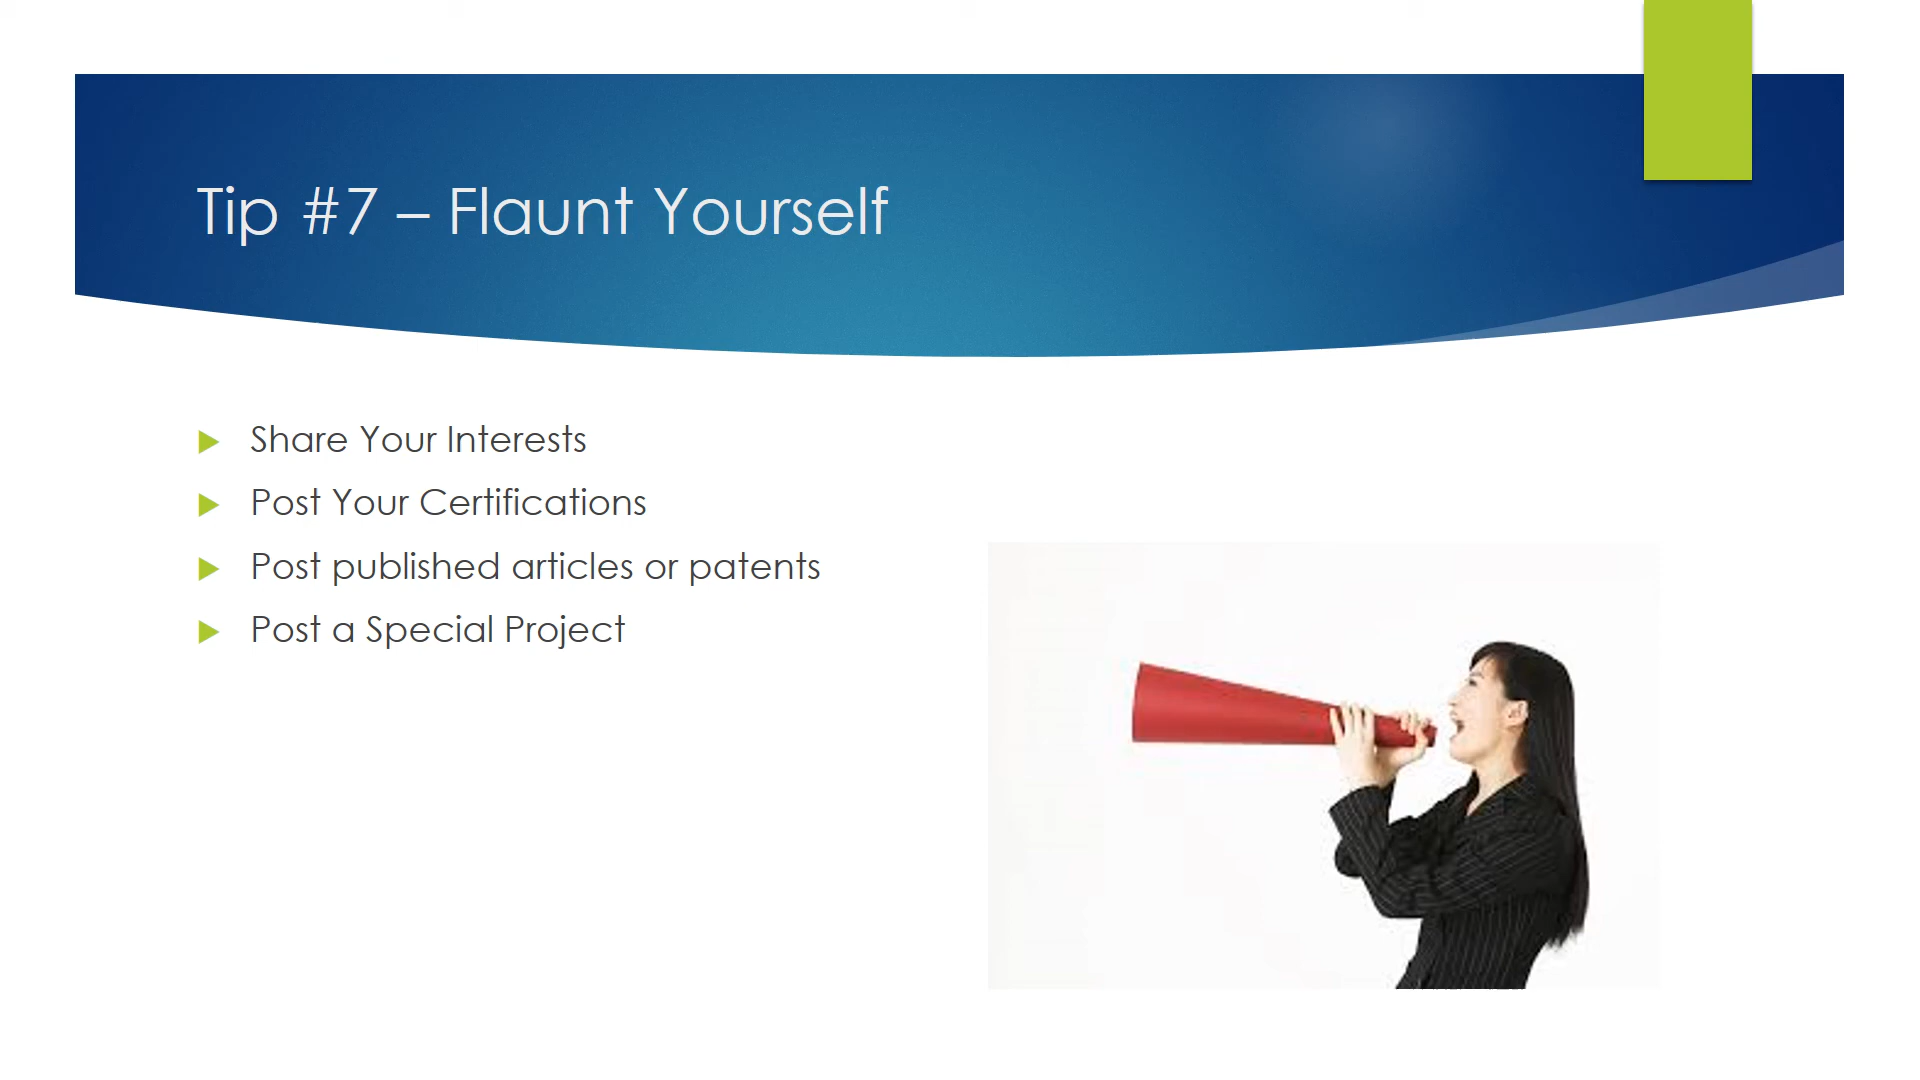 Tip #7 – Flaunt Yourself
Share Your Interests
Post Your Certifications
Post published articles or patents
Post a Special Project